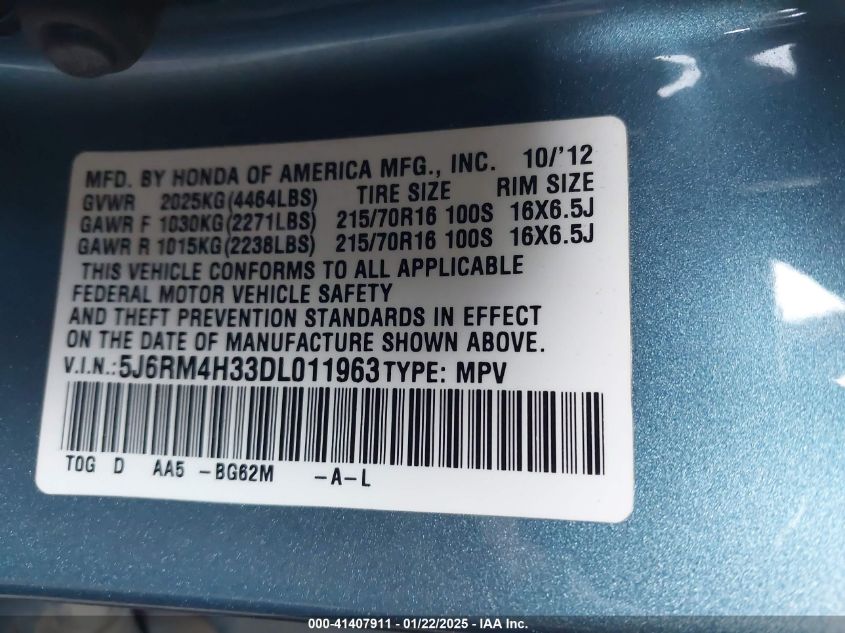 MFD. BY HONDA OF AMERICA MFG., INC. 10/'12
GVWR 2025KG(4464LBS) TIRE SIZE RIM SIZE
GAWR F 1030KG(2271LBS) 215/70R16 100S 16X6.5J
GAWR R 1015KG(2238LBS) 215/70R16 100S 16X6.5J
THIS VEHICLE CONFORMS TO ALL APPLICABLE
FEDERAL MOTOR VEHICLE SAFETY
AND THEFT PREVENTION STANDARDS IN EFFECT
ON THE DATE OF MANUFACTURE SHOWN ABOVE.
V.I.N.: 5J6RM4H33DL011963 TYPE: MPV
TOG D AA5 -BG62M -A-L
000-41407911 - 01/22/2025 - IAA Inc.